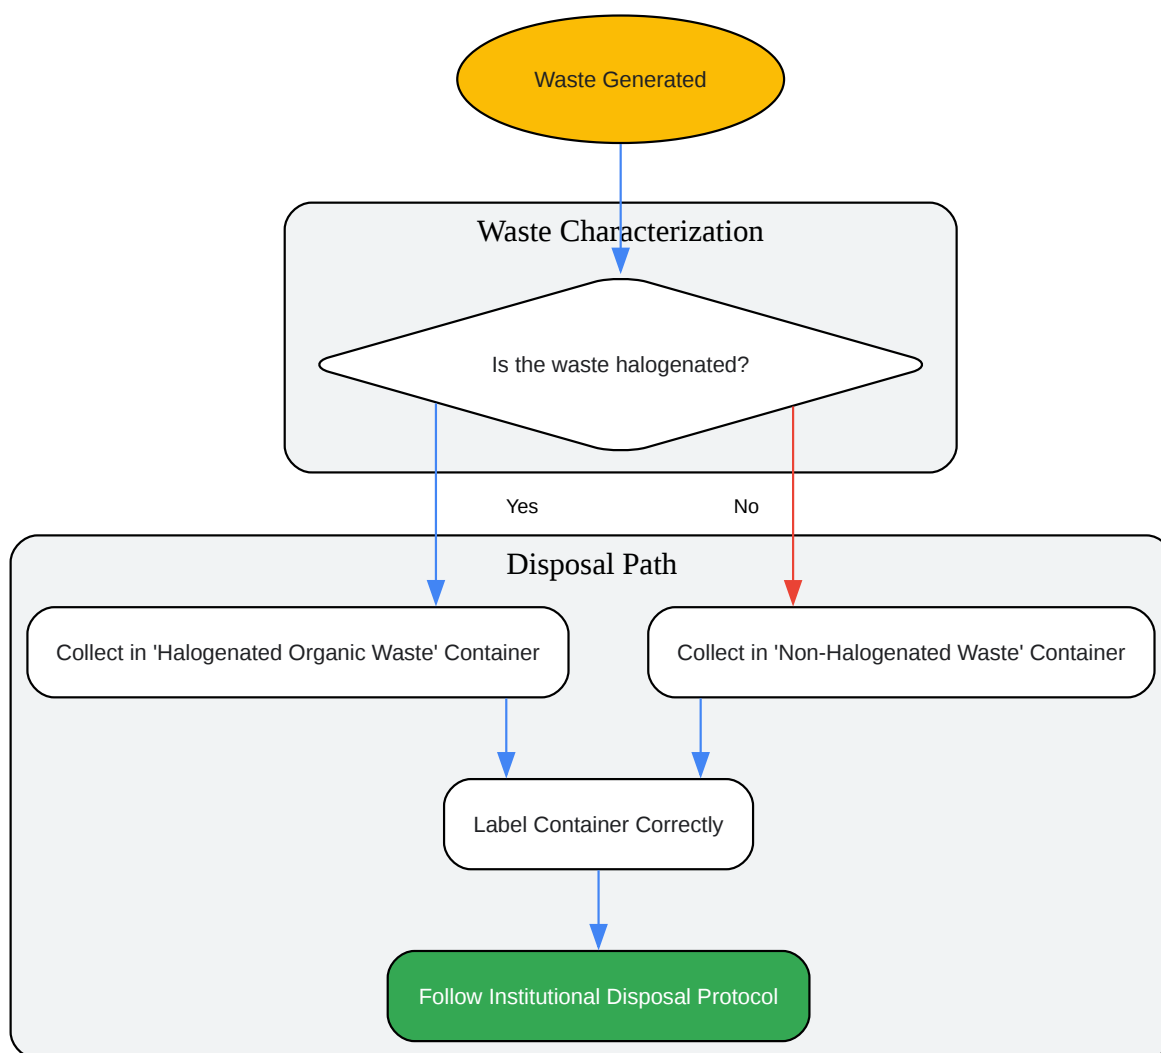 Waste Generated
Waste Characterization
Is the waste halogenated?
Yes
No
Disposal Path
Collect in 'Halogenated Organic Waste' Container
Collect in 'Non-Halogenated Waste' Container
Label Container Correctly
Follow Institutional Disposal Protocol